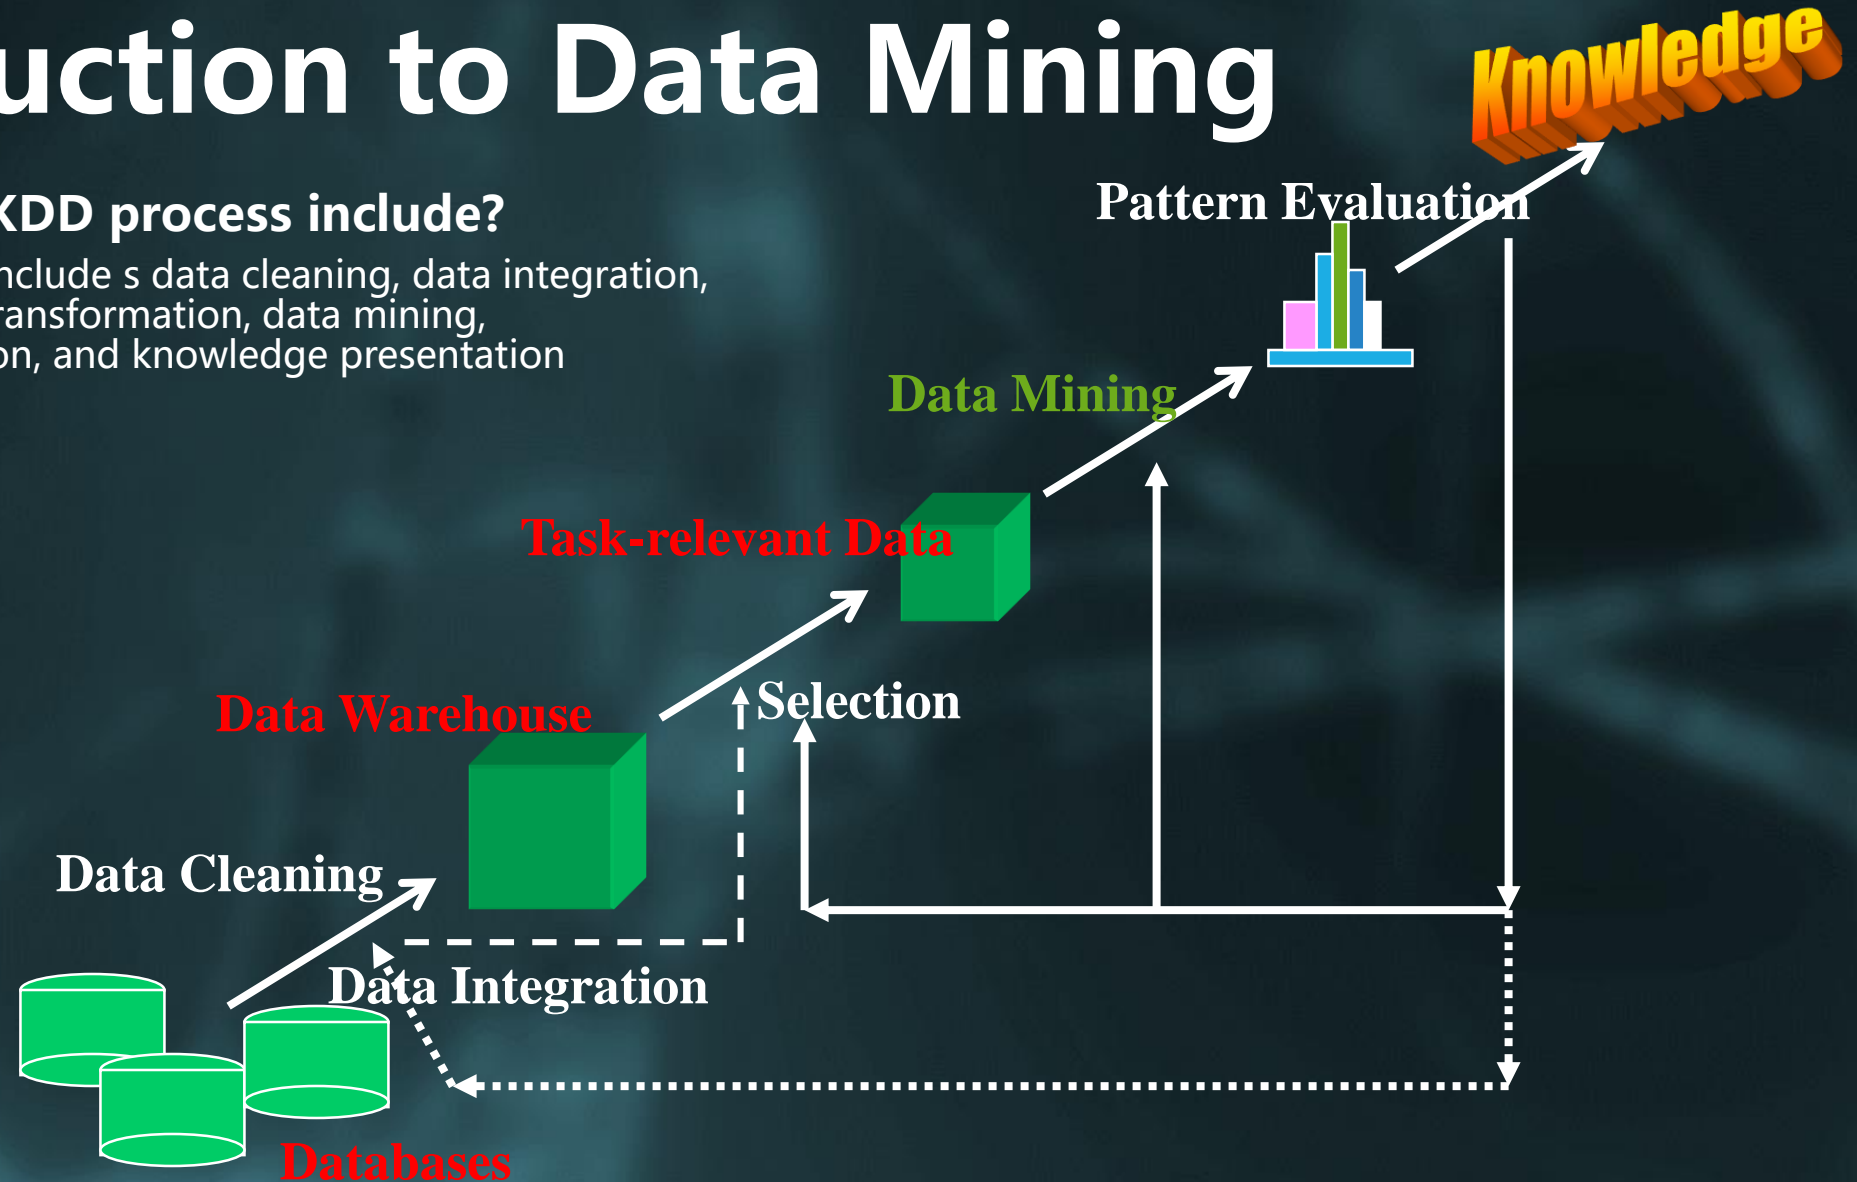 uction to Data Mining
Knowledge
KDD process include?
nclude s data cleaning, data integration,
ransformation, data mining,
on, and knowledge presentation
Pattern Evaluation
Data Mining
Task-relevant Data
Selection
Data Warehouse
Data Cleaning
Data Integration
Databases